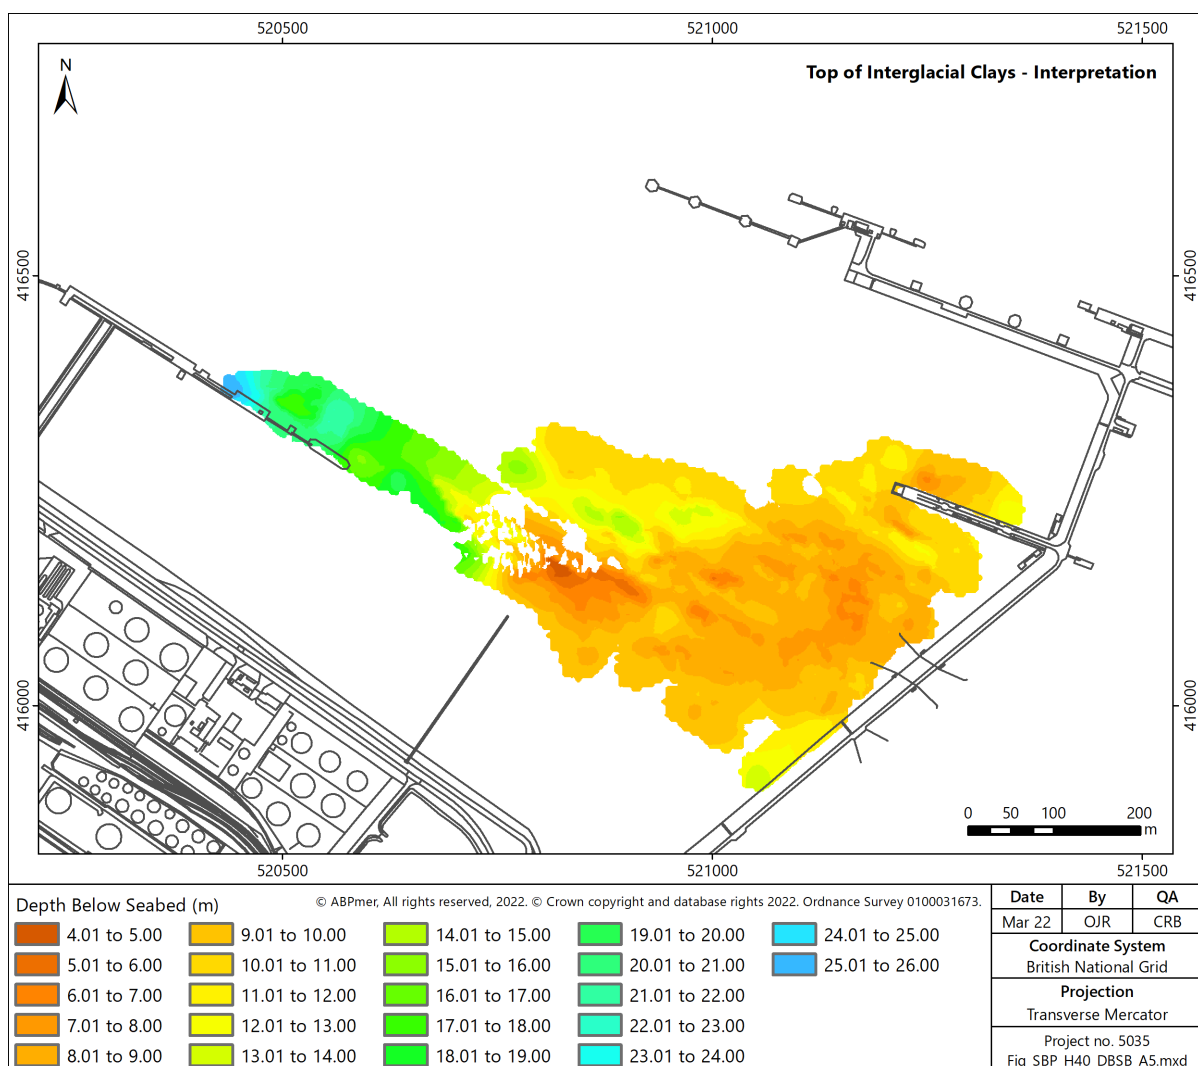 520500 521000 521500
N
Top of Interglacial Clays - Interpretation
416500 416500
416000 416000
0 50 100 200
m
520500 521000 521500
Depth Below Seabed (m)
© ABPmer, All rights reserved, 2022. © Crown copyright and database rights 2022. Ordnance Survey 0100031673.
4.01 to 5.00
5.01 to 6.00
6.01 to 7.00
7.01 to 8.00
8.01 to 9.00
9.01 to 10.00
10.01 to 11.00
11.01 to 12.00
12.01 to 13.00
13.01 to 14.00
14.01 to 15.00
15.01 to 16.00
16.01 to 17.00
17.01 to 18.00
18.01 to 19.00
19.01 to 20.00
20.01 to 21.00
21.01 to 22.00
22.01 to 23.00
23.01 to 24.00
24.01 to 25.00
25.01 to 26.00
Date By QA
Mar 22 OJR CRB
Coordinate System
British National Grid
Projection
Transverse Mercator
Project no. 5035
Fig_SBP_H40_DBSB_A5.mxd